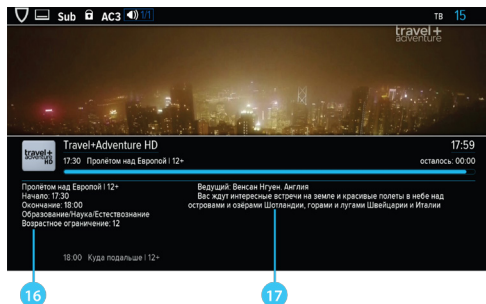 Sub AC3 1/1 ТВ 15
travel+
adventure
travel+
adventure
HD
Travel+Adventure HD 17:59
17:30 Пролётом над Европой | 12+ осталось: 00:00
Пролётом над Европой | 12+
Начало: 17:30
Окончание: 18:00
Образование/Наука/Естествознание
Возрастное ограничение: 12
Ведущий: Венсан Нгуен. Англия
Вас ждут интересные встречи на земле и красивые полеты в небе над
островами и озёрами Шотландии, горами и лугами Швейцарии и Италии
18:00 Куда подальше | 12+
16 17